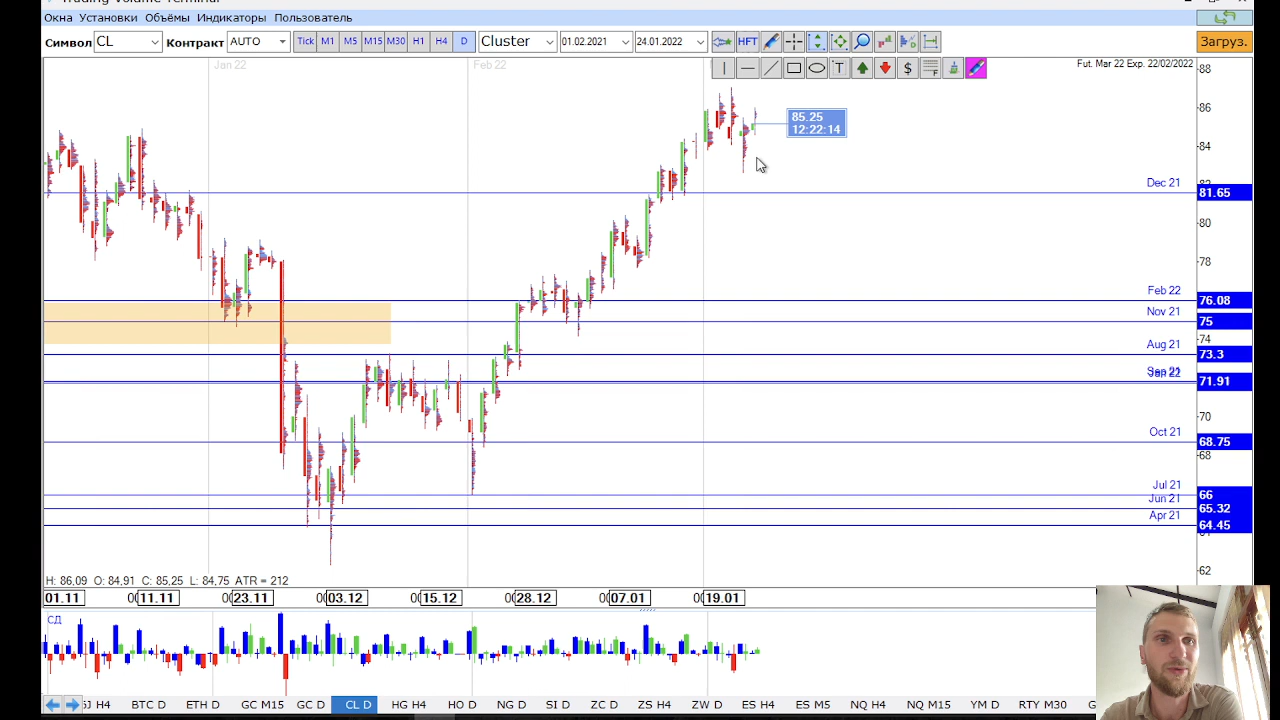 Trading Volume Terminal
Окна Установки Объёмы Индикаторы Пользователь
Символ CL Контракт AUTO Tick M1 M5 M15 M30 H1 H4 D Cluster 01.02.2021 24.01.2022 HFT Загруз.
T $ F
Jan 22 Feb 22 Fut. Mar 22 Exp. 22/02/2022
88
86
85.25
12:22:14
84
82
Dec 21 81.65
80
78
Feb 22 76.08
Nov 21 75
74
Aug 21 73.3
Sep 21 71.91
70
Oct 21 68.75
68
Jul 21 66
Jun 21 65.32
Apr 21 64.45
62
H: 86,09 O: 84,91 C: 85,25 L: 84,75 ATR = 212
01.11 11.11 23.11 03.12 15.12 28.12 07.01 19.01
СД
BTC D ETH D GC M15 GC D CL D HG H4 HO D NG D SI D ZC D ZS H4 ZW D ES H4 ES M5 NQ H4 NQ M15 YM D RTY M30